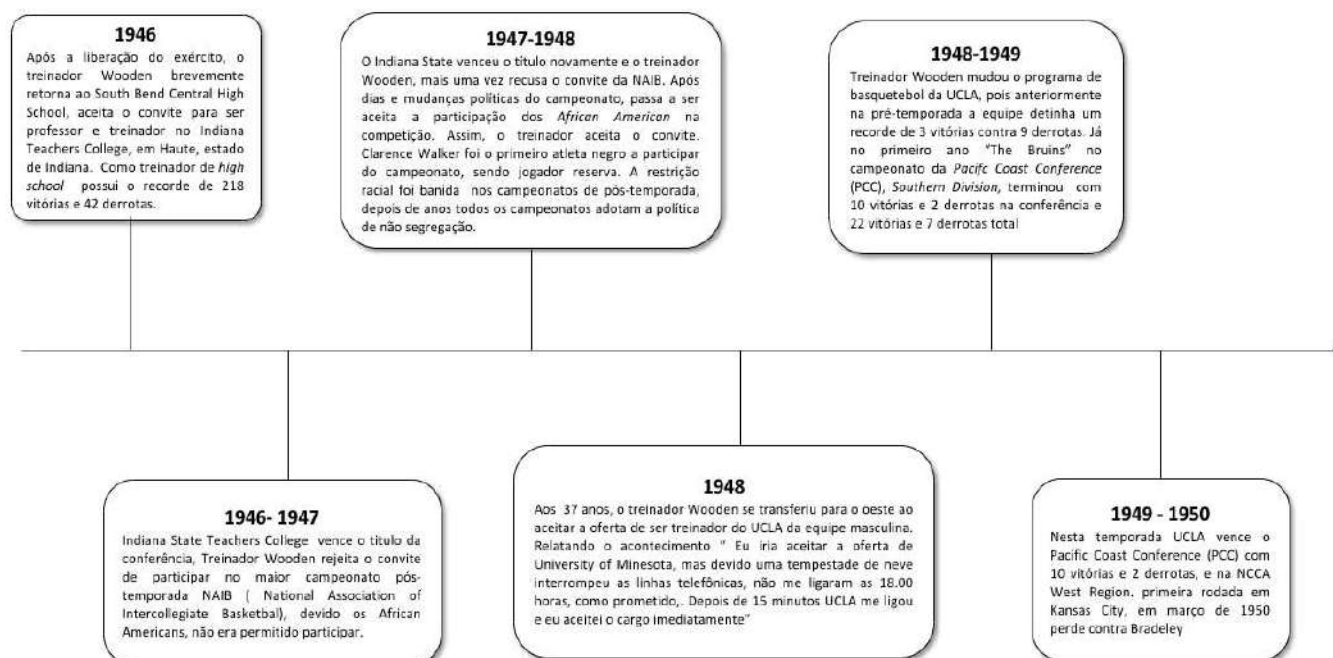 1946
Após a liberação do exército, o
treinador Wooden brevemente
retorna ao South Bend Central High
School, aceita o convite para ser
professor e treinador no Indiana
Teachers College, em Haute, estado
de Indiana. Como treinador de high
school possui o recorde de 218
vitórias e 42 derrotas.
1947-1948
O Indiana State venceu o título novamente e o treinador
Wooden, mais uma vez recusa o convite da NAIB. Após
dias e mudanças políticas do campeonato, passa a ser
aceita a participação dos African American na
competição. Assim, o treinador aceita o convite.
Clarence Walker foi o primeiro atleta negro a participar
do campeonato, sendo jogador reserva. A restrição
racial foi banida nos campeonatos de pós-temporada,
depois de anos todos os campeonatos adotam a política
de não segregação.
1948-1949
Treinador Wooden mudou o programa de
basquetebol da UCLA, pois anteriormente
na pré-temporada a equipe detinha um
recorde de 3 vitórias contra 9 derrotas. Já
no primeiro ano "The Bruins" no
campeonato da Pacifc Coast Conference
(PCC), Southern Division, terminou com
10 vitórias e 2 derrotas na conferência e
22 vitórias e 7 derrotas total
1946- 1947
Indiana State Teachers College vence o título da
conferência, Treinador Wooden rejeita o convite
de participar no maior campeonato pós-
temporada NAIB ( National Association of
Intercollegiate Basketbal), devido os African
Americans, não era permitido participar.
1948
Aos 37 anos, o treinador Wooden se transferiu para o oeste ao
aceitar a oferta de ser treinador do UCLA da equipe masculina.
Relatando o acontecimento " Eu iria aceitar a oferta de
University of Minesota, mas devido uma tempestade de neve
interrompeu as linhas telefônicas, não me ligaram as 18.00
horas, como prometido,. Depois de 15 minutos UCLA me ligou
e eu aceitei o cargo imediatamente"
1949 - 1950
Nesta temporada UCLA vence o
Pacific Coast Conference (PCC) com
10 vitórias e 2 derrotas, e na NCCA
West Region. primeira rodada em
Kansas City, em março de 1950
perde contra Bradeley